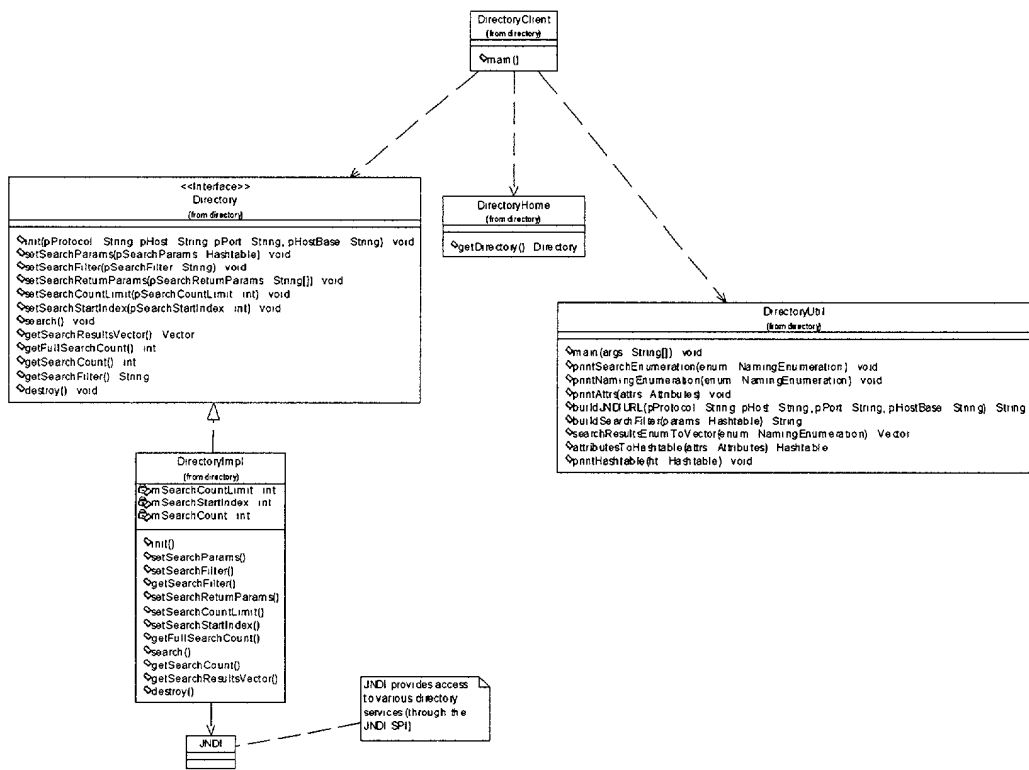 DirectoryClient
(from directory)
main()
<<Interface>>
Directory
(from directory)
init(pProtocol String pHost String pPort String, pHostBase String) void
setSearchParams(pSearchParams Hashtable) void
setSearchFilter(pSearchFilter String) void
setSearchReturnParams(pSearchReturnParams String[]) void
setSearchCountLimit(pSearchCountLimit int) void
setSearchStartIndex(pSearchStartIndex int) void
search() void
getSearchResultsVector() Vector
getFullSearchCount() int
getSearchCount() int
getSearchFilter() String
destroy() void
DirectoryHome
(from directory)
getDirectory() Directory
DirectoryUtil
(from directory)
main(args String[]) void
printSearchEnumeration(enum NamingEnumeration) void
printNamingEnumeration(enum NamingEnumeration) void
printAttrs(attrs Attributes) void
buildJNDIURL(pProtocol String pHost String, pPort String, pHostBase String) String
buildSearchFilter(params Hashtable) String
searchResultsEnumToVector(enum NamingEnumeration) Vector
attributesToHashtable(attrs Attributes) Hashtable
printHashtable(ht Hashtable) void
DirectoryImpl
(from directory)
mSearchCountLimit int
mSearchStartIndex int
mSearchCount int
init()
setSearchParams()
setSearchFilter()
getSearchFilter()
setSearchReturnParams()
setSearchCountLimit()
setSearchStartIndex()
getFullSearchCount()
search()
getSearchCount()
getSearchResultsVector()
destroy()
JNDI provides access
to various directory
services (through the
JNDI SPI)
JNDI